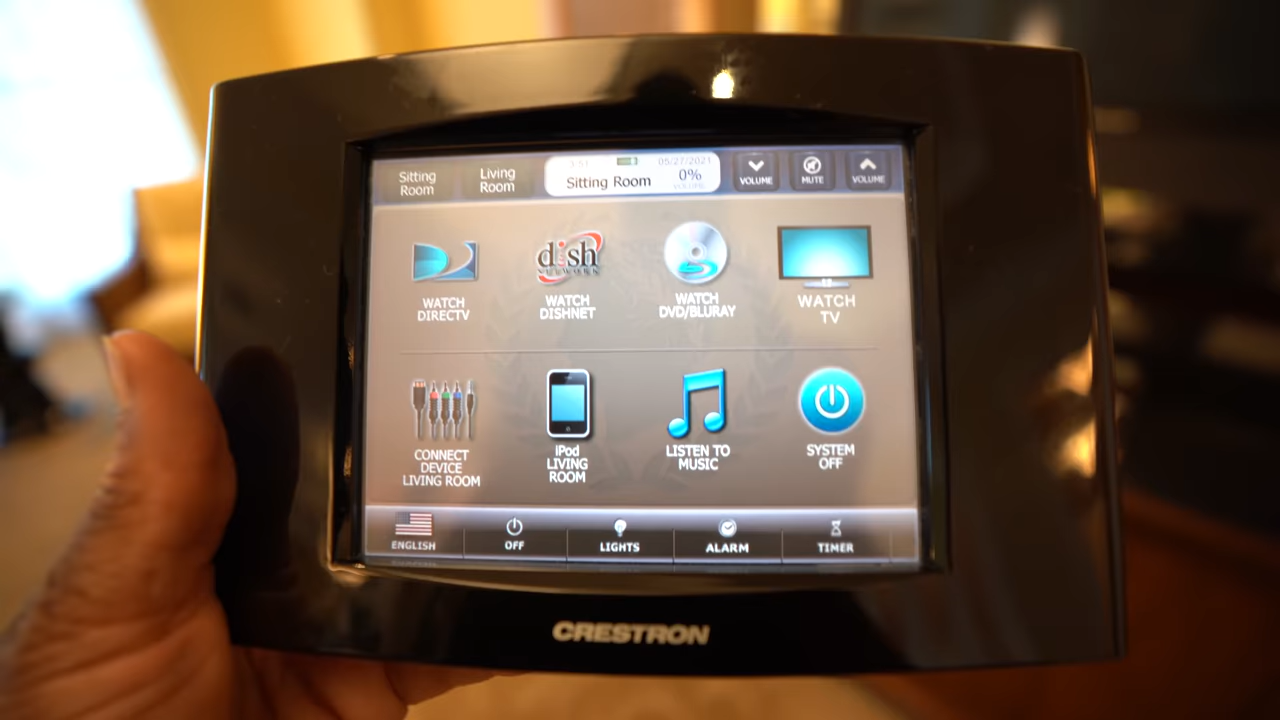 Sitting
Room
Living
Room
05/27/2021
Sitting Room
0%
VOLUME
VOLUME
MUTE
VOLUME
WATCH
DIRECTV
dish
NETWORK
WATCH
DISHNET
WATCH
DVD/BLURAY
WATCH
TV
CONNECT
DEVICE
LIVING ROOM
iPod
LIVING
ROOM
LISTEN TO
MUSIC
SYSTEM
OFF
ENGLISH
OFF
LIGHTS
ALARM
TIMER
CRESTRON